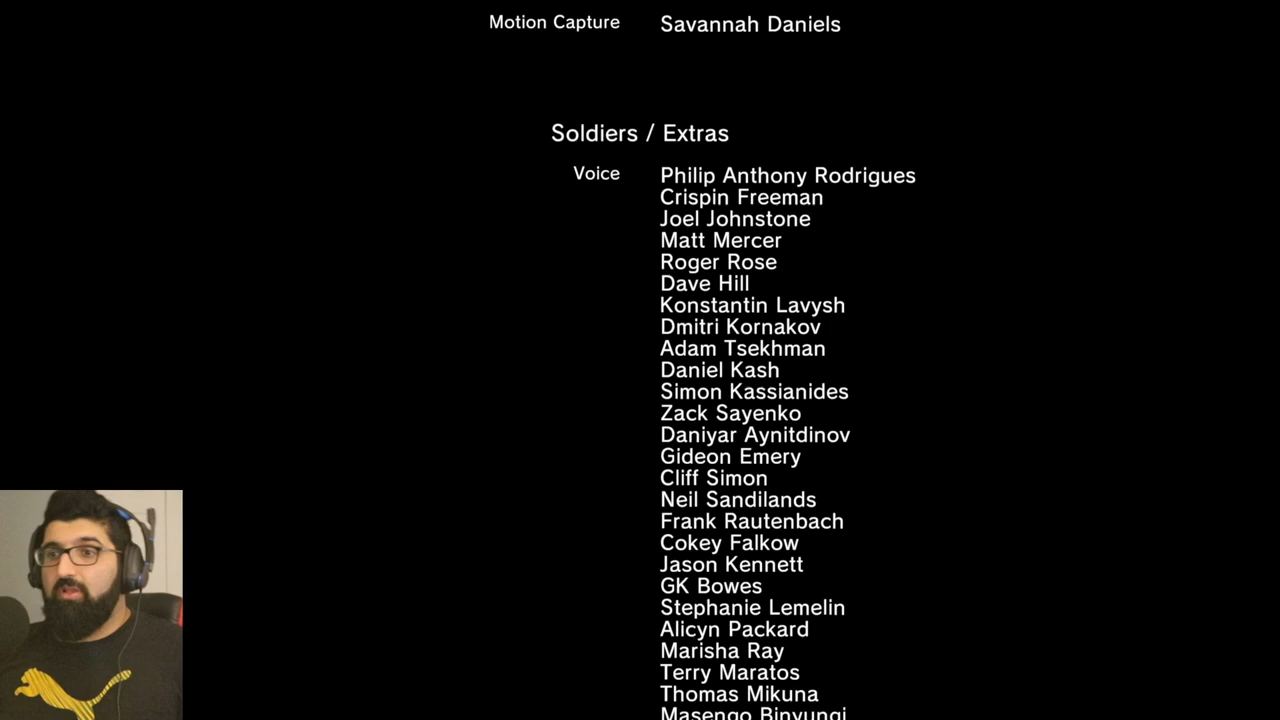 Motion Capture Savannah Daniels
Soldiers / Extras
Voice Philip Anthony Rodrigues
Crispin Freeman
Joel Johnstone
Matt Mercer
Roger Rose
Dave Hill
Konstantin Lavysh
Dmitri Kornakov
Adam Tsekhman
Daniel Kash
Simon Kassianides
Zack Sayenko
Daniyar Aynitdinov
Gideon Emery
Cliff Simon
Neil Sandilands
Frank Rautenbach
Cokey Falkow
Jason Kennett
GK Bowes
Stephanie Lemelin
Alicyn Packard
Marisha Ray
Terry Maratos
Thomas Mikuna
Masengo Binyungi